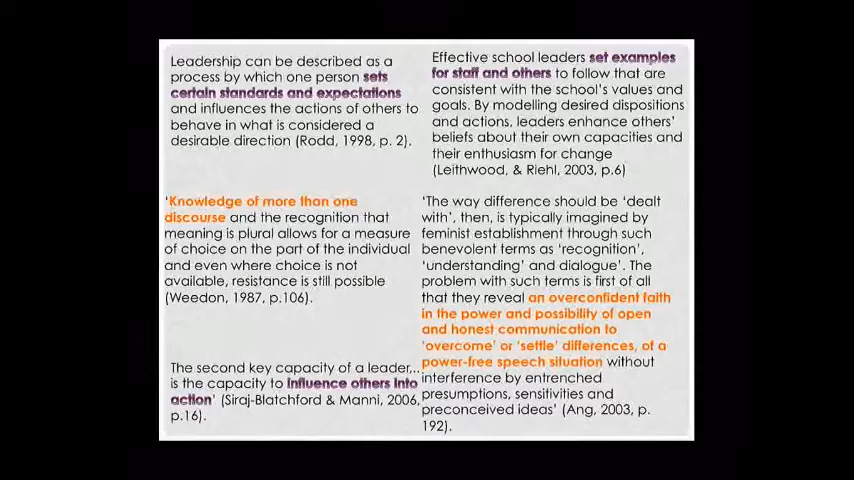 Leadership can be described as a
process by which one person sets
certain standards and expectations
and influences the actions of others to
behave in what is considered a
desirable direction (Rodd, 1998, p. 2).
Effective school leaders set examples
for staff and others to follow that are
consistent with the school's values and
goals. By modelling desired dispositions
and actions, leaders enhance others'
beliefs about their own capacities and
their enthusiasm for change
(Leithwood, & Riehl, 2003, p.6)
'Knowledge of more than one
discourse and the recognition that
meaning is plural allows for a measure
of choice on the part of the individual
and even where choice is not
available, resistance is still possible
(Weedon, 1987, p.106).
'The way difference should be 'dealt
with', then, is typically imagined by
feminist establishment through such
benevolent terms as 'recognition',
'understanding' and dialogue'. The
problem with such terms is first of all
that they reveal an overconfident faith
in the power and possibility of open
and honest communication to
'overcome' or 'settle' differences, of a
power-free speech situation without
interference by entrenched
presumptions, sensitivities and
preconceived ideas' (Ang, 2003, p.
192).
The second key capacity of a leader,..
is the capacity to influence others into
action' (Siraj-Blatchford & Manni, 2006,
p.16).